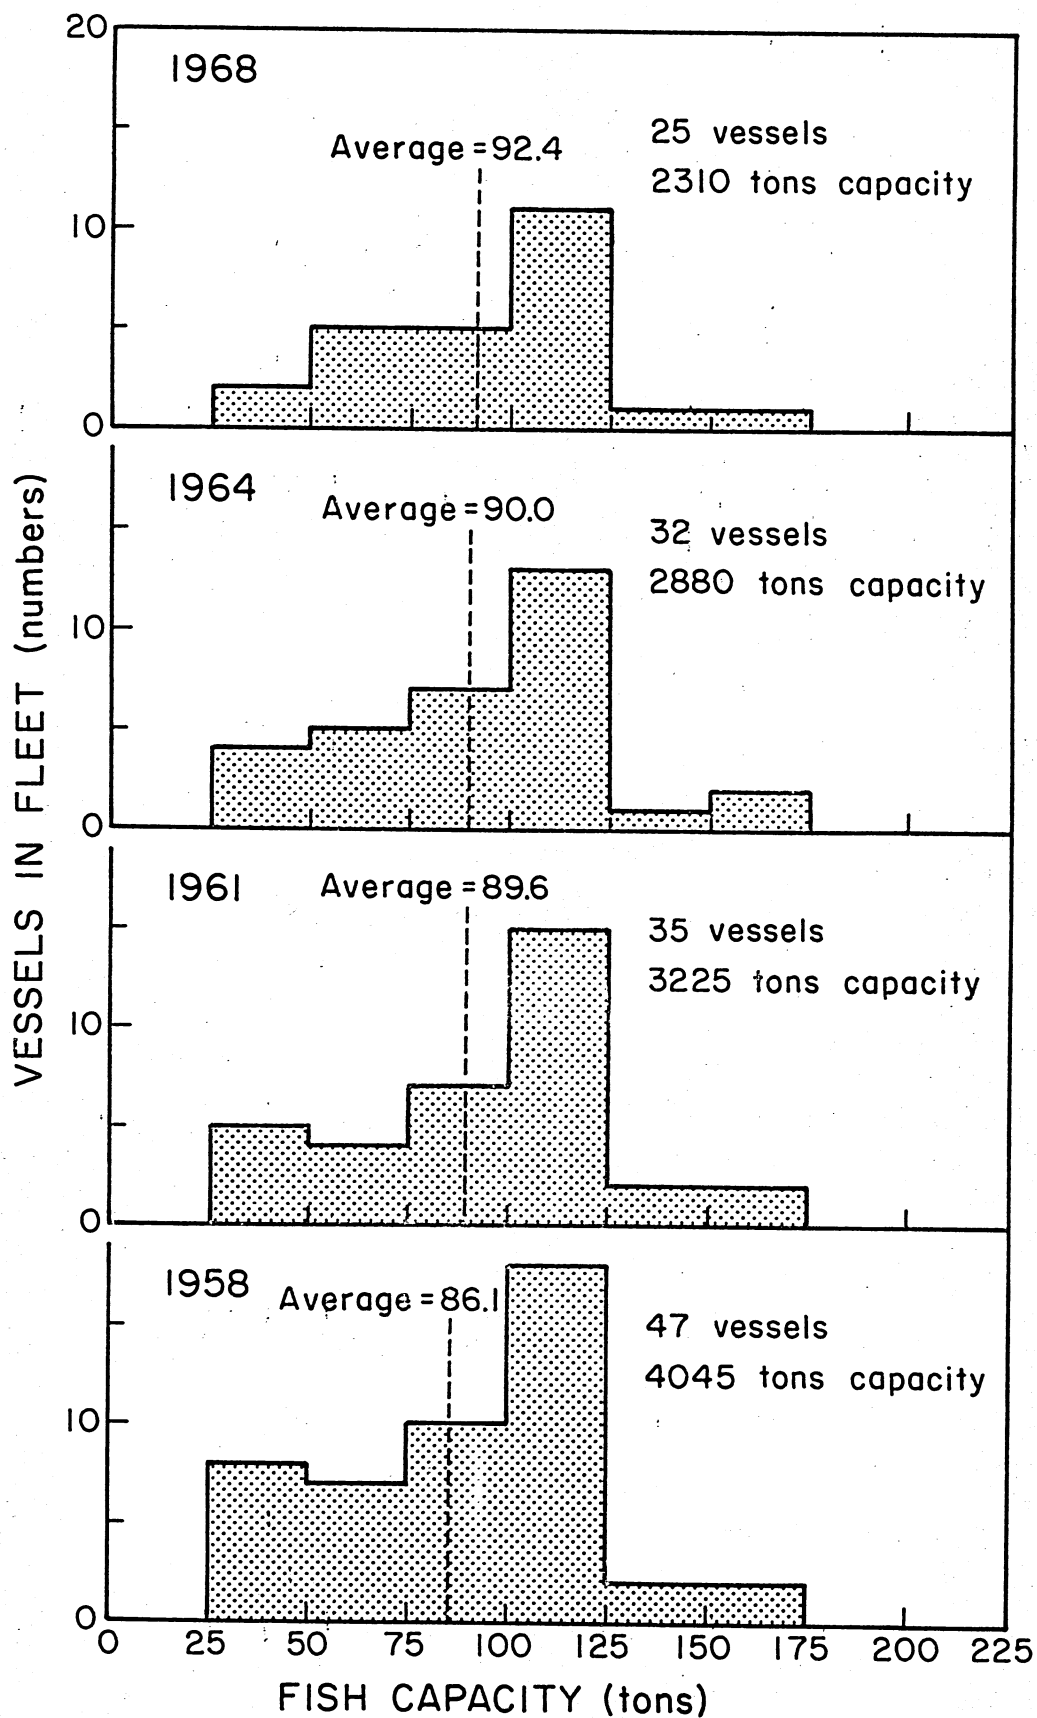 20
1968
Average = 92.4
25 vessels
2310 tons capacity
10
0
1964
Average = 90.0
32 vessels
2880 tons capacity
10
0
1961
Average = 89.6
35 vessels
3225 tons capacity
10
0
1958
Average = 86.1
47 vessels
4045 tons capacity
10
0
0 25 50 75 100 125 150 175 200 225
FISH CAPACITY (tons)
VESSELS IN FLEET (numbers)